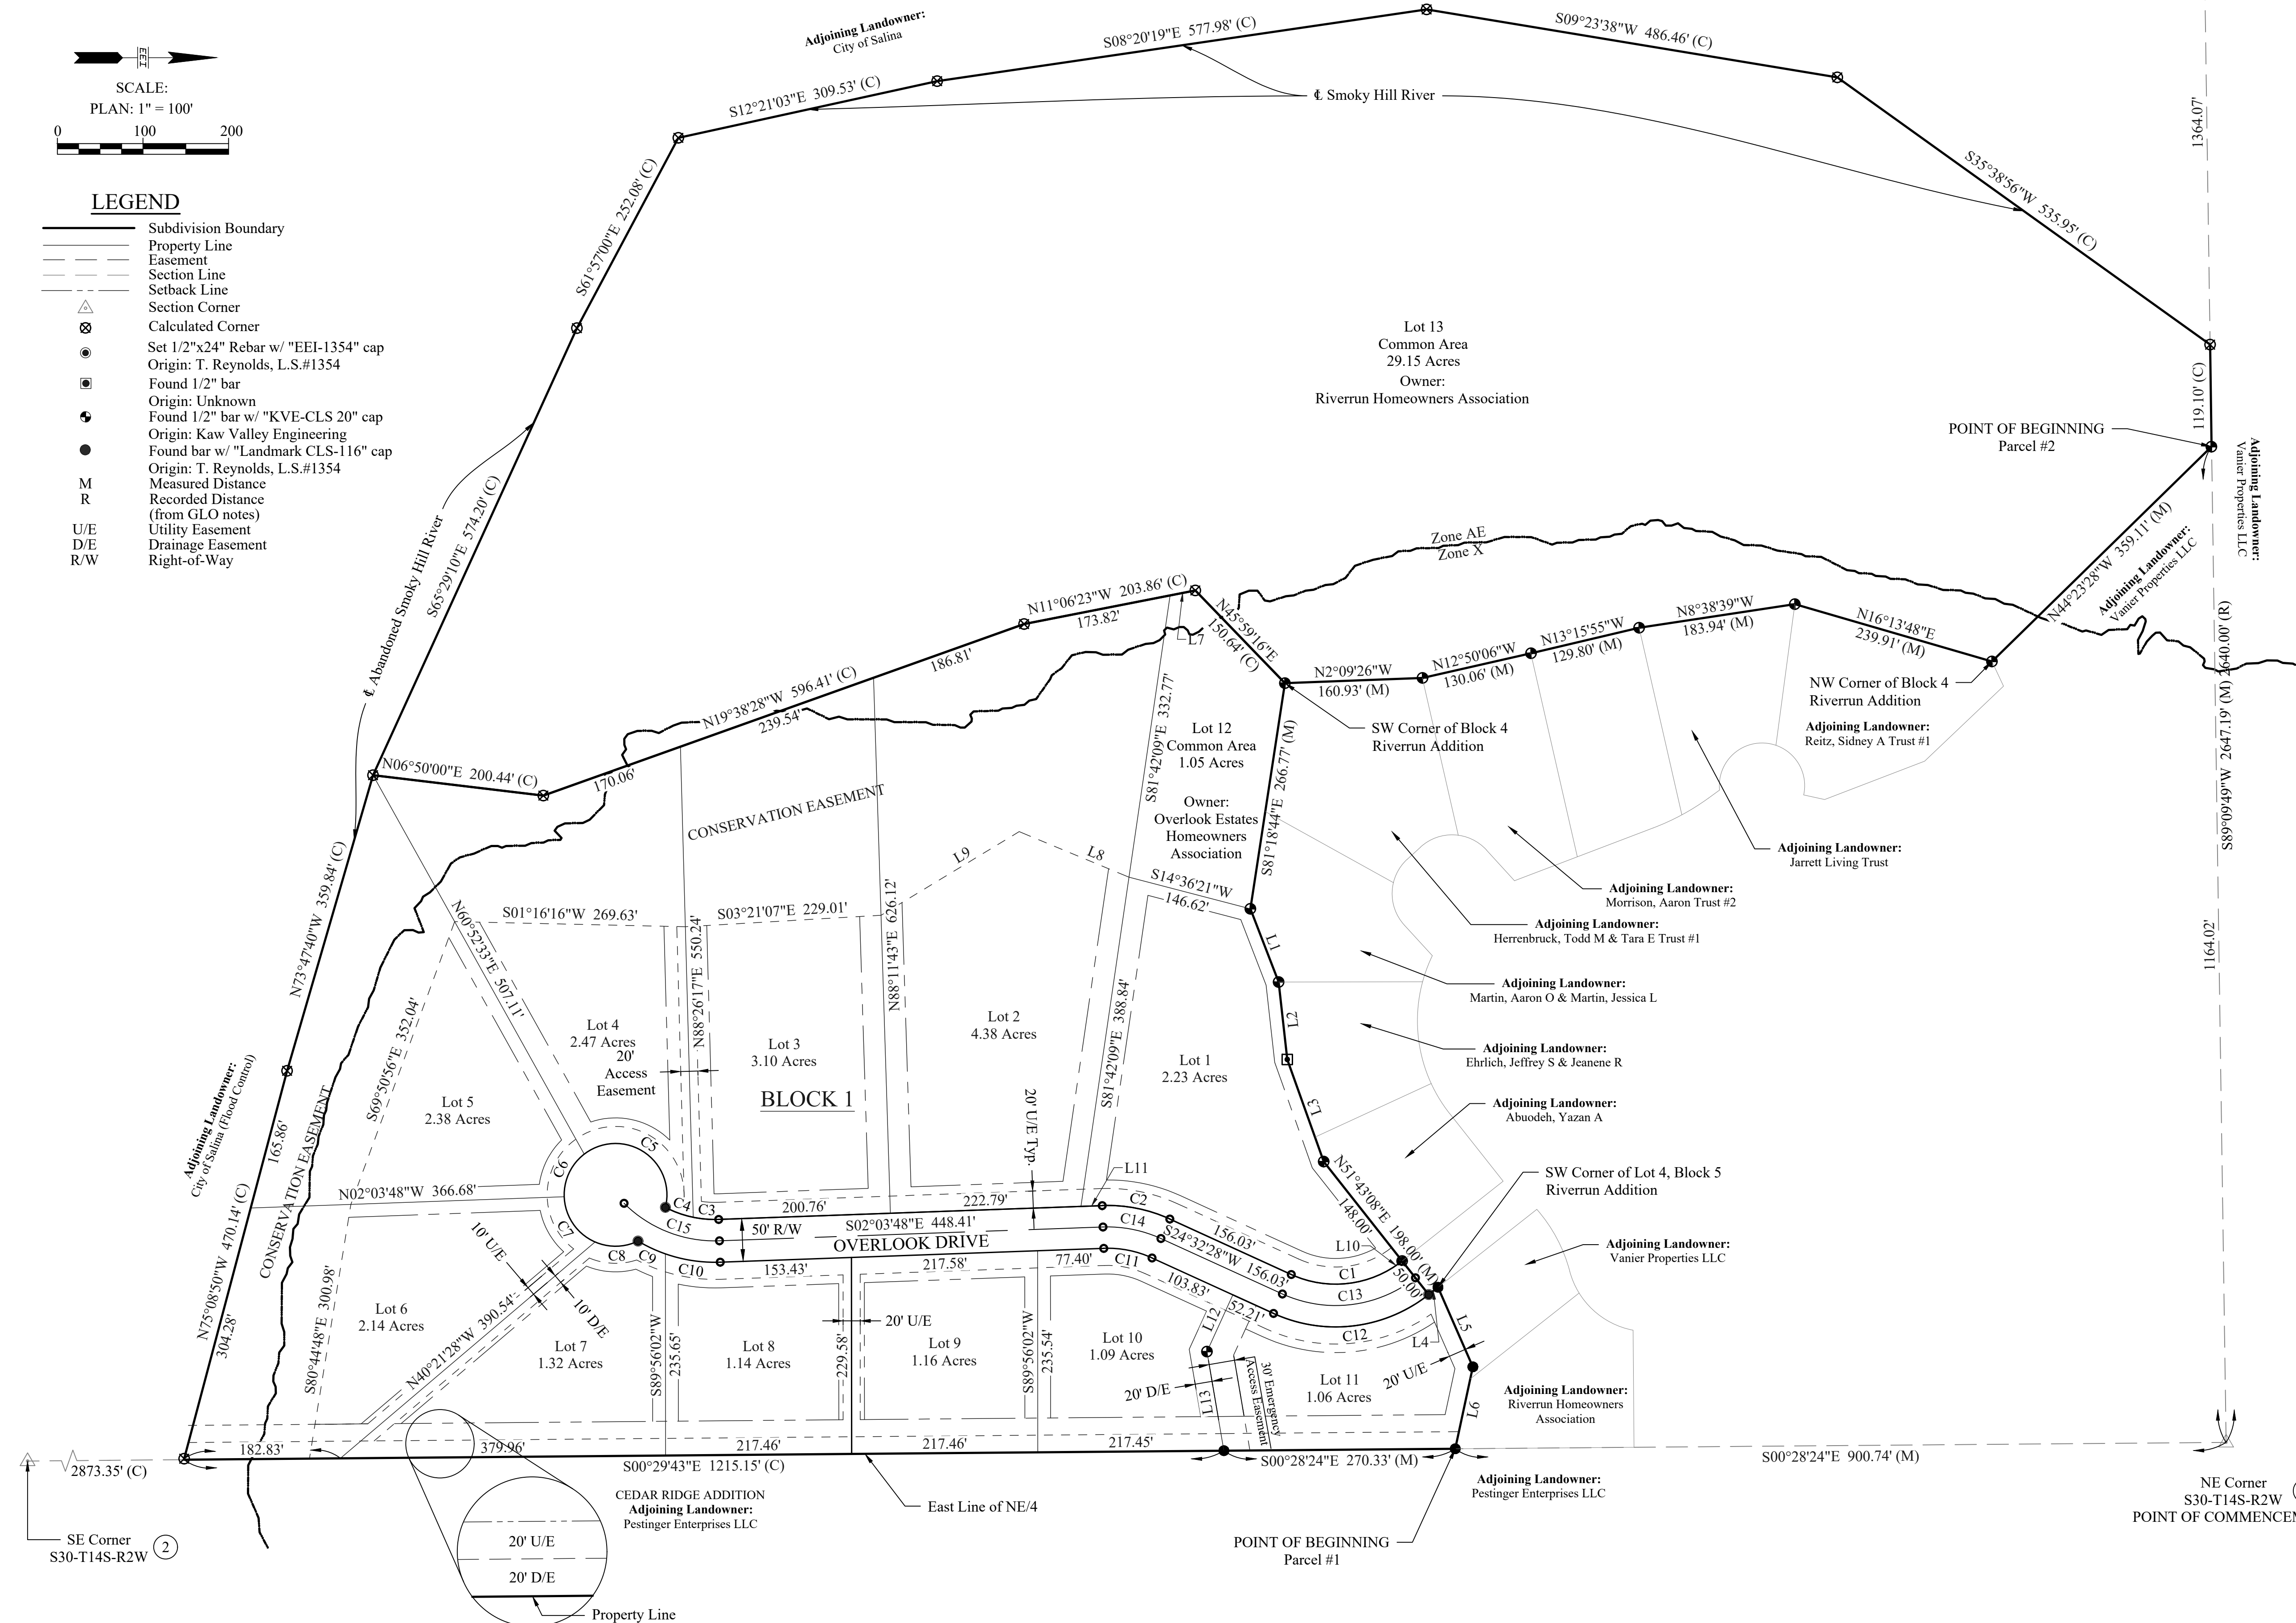 EEI
SCALE:
PLAN: 1" = 100'
0 100 200
LEGEND
Subdivision Boundary
Property Line
Easement
Section Line
Setback Line
Section Corner
Calculated Corner
Set 1/2"x24" Rebar w/ "EEI-1354" cap
Origin: T. Reynolds, L.S.#1354
Found 1/2" bar
Origin: Unknown
Found 1/2" bar w/ "KVE-CLS 20" cap
Origin: Kaw Valley Engineering
Found bar w/ "Landmark CLS-116" cap
Origin: T. Reynolds, L.S.#1354
M Measured Distance
R Recorded Distance
(from GLO notes)
U/E Utility Easement
D/E Drainage Easement
R/W Right-of-Way
Adjoining Landowner:
City of Salina
S12°21'03"E 309.53' (C)
S08°20'19"E 577.98' (C)
S09°23'38"W 486.46' (C)
℄ Smoky Hill River
S35°38'56"W 535.95' (C)
1364.07'
119.10' (C)
S61°57'00"E 252.08' (C)
S65°29'10"E 574.20' (C)
℄ Abandoned Smoky Hill River
Lot 13
Common Area
29.15 Acres
Owner:
Riverrun Homeowners Association
POINT OF BEGINNING
Parcel #2
Adjoining Landowner:
Vanier Properties LLC
N44°23'28"W 359.11' (M)
Adjoining Landowner:
Vanier Properties LLC
Zone AE
Zone X
S89°09'49"W 2647.19' (M) 2640.00' (R)
1164.02'
N06°50'00"E 200.44' (C)
N19°38'28"W 596.41' (C)
170.06'
239.54'
186.81'
N11°06'23"W 203.86' (C)
173.82'
L7
N45°59'16"E
150.64' (C)
N2°09'26"W
160.93' (M)
N12°50'06"W
130.06' (M)
N13°15'55"W
129.80' (M)
N8°38'39"W
183.94' (M)
N16°13'48"E
239.91' (M)
NW Corner of Block 4
Riverrun Addition
Adjoining Landowner:
Reitz, Sidney A Trust #1
SW Corner of Block 4
Riverrun Addition
Adjoining Landowner:
Jarrett Living Trust
Adjoining Landowner:
Morrison, Aaron Trust #2
Adjoining Landowner:
Herrenbruck, Todd M & Tara E Trust #1
Adjoining Landowner:
Martin, Aaron O & Martin, Jessica L
Adjoining Landowner:
Ehrlich, Jeffrey S & Jeanene R
Adjoining Landowner:
Abuodeh, Yazan A
SW Corner of Lot 4, Block 5
Riverrun Addition
Adjoining Landowner:
Vanier Properties LLC
Adjoining Landowner:
Riverrun Homeowners
Association
Lot 12
Common Area
1.05 Acres
Owner:
Overlook Estates
Homeowners
Association
S81°42'09"E 332.77'
S81°18'44"E 266.77' (M)
S14°36'21"W
146.62'
L1
L2
L3
N51°43'08"E 198.00' (M)
148.00'
50.00'
L4
L5
L6
CONSERVATION EASEMENT
L9
L8
S01°16'16"W 269.63'
S03°21'07"E 229.01'
N88°26'17"E 550.24'
N88°11'43"E 626.12'
S81°42'09"E 388.84'
N60°52'33"E 507.11'
N73°47'40"W 359.84' (C)
S69°50'56"E 352.04'
Adjoining Landowner:
City of Salina (Flood Control)
165.86'
N75°08'50"W 470.14' (C)
304.28'
CONSERVATION EASEMENT
Lot 4
2.47 Acres
20'
Access
Easement
Lot 3
3.10 Acres
BLOCK 1
Lot 2
4.38 Acres
Lot 1
2.23 Acres
Lot 5
2.38 Acres
20' U/E Typ.
L11
N02°03'48"W 366.68'
C5
C6
C7
C8
C9
C4
C3
C15
C10
200.76'
222.79'
50' R/W
S02°03'48"E 448.41'
OVERLOOK DRIVE
153.43'
217.58'
77.40'
C2
C14
C11
156.03'
S24°32'28"W 156.03'
103.83'
52.21'
L10
C1
C13
C12
Lot 6
2.14 Acres
S80°44'48"E 300.98'
10' U/E
10' D/E
N40°21'28"W 390.54'
Lot 7
1.32 Acres
S89°56'02"W
235.65'
Lot 8
1.14 Acres
229.58'
20' U/E
Lot 9
1.16 Acres
S89°56'02"W
235.54'
Lot 10
1.09 Acres
L12
L13
20' D/E
30' Emergency
Access Easement
Lot 11
1.06 Acres
20' U/E
182.83'
379.96'
217.46'
217.46'
217.45'
2873.35' (C)
S00°29'43"E 1215.15' (C)
S00°28'24"E 270.33' (M)
S00°28'24"E 900.74' (M)
CEDAR RIDGE ADDITION
Adjoining Landowner:
Pestinger Enterprises LLC
East Line of NE/4
Adjoining Landowner:
Pestinger Enterprises LLC
POINT OF BEGINNING
Parcel #1
NE Corner
S30-T14S-R2W
POINT OF COMMENCEM
SE Corner
S30-T14S-R2W
2
20' U/E
20' D/E
Property Line